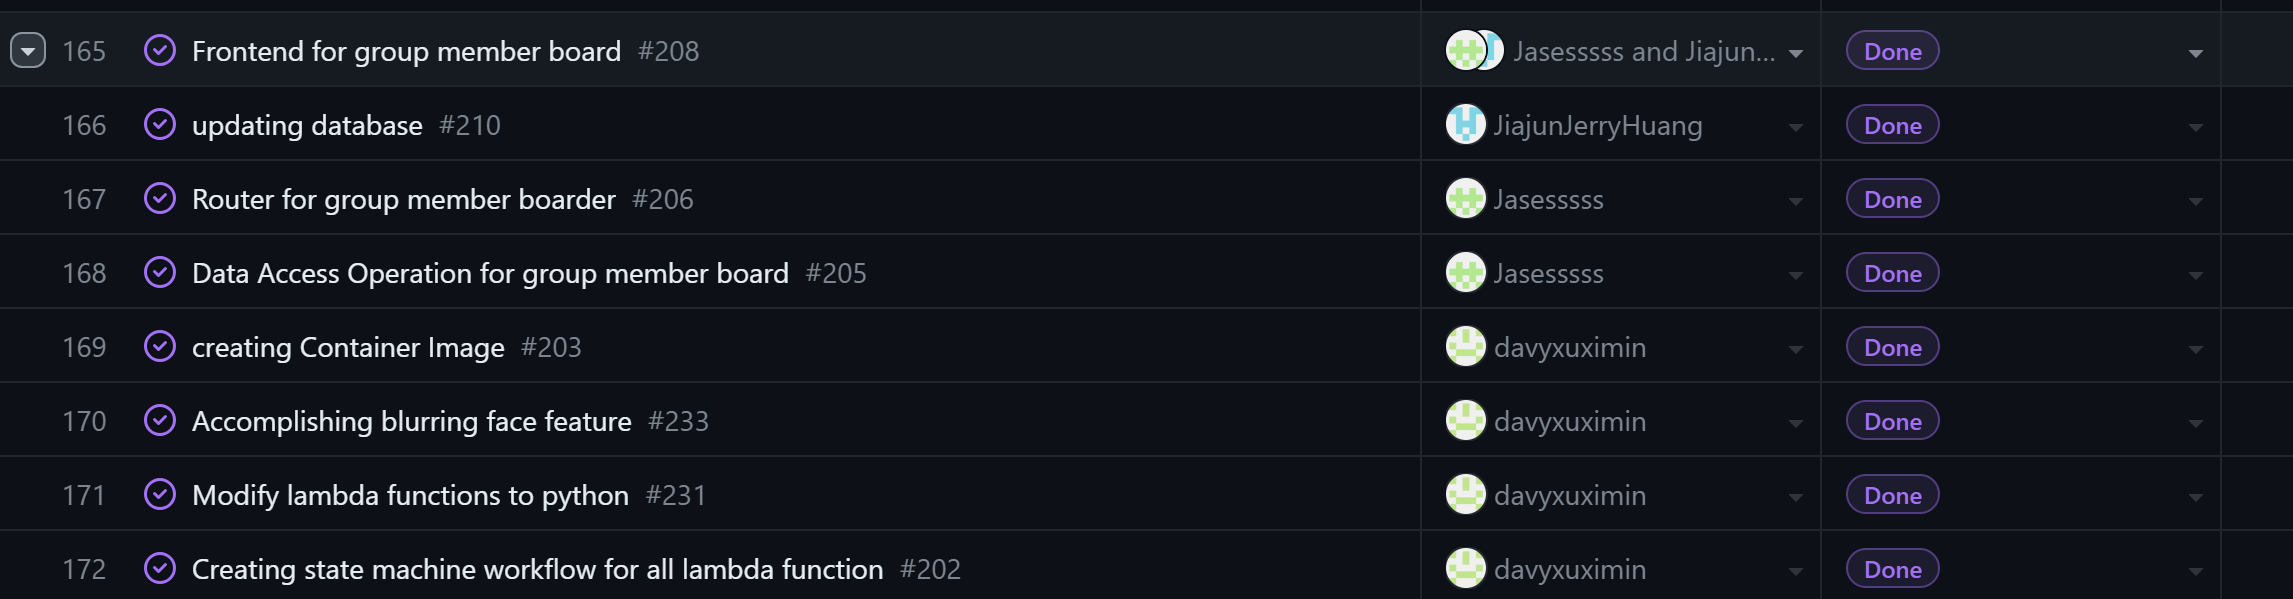 165 Frontend for group member board #208 Jasesssss and Jiajun... Done
166 updating database #210 JiajunJerryHuang Done
167 Router for group member boarder #206 Jasesssss Done
168 Data Access Operation for group member board #205 Jasesssss Done
169 creating Container Image #203 davyxuximin Done
170 Accomplishing blurring face feature #233 davyxuximin Done
171 Modify lambda functions to python #231 davyxuximin Done
172 Creating state machine workflow for all lambda function #202 davyxuximin Done